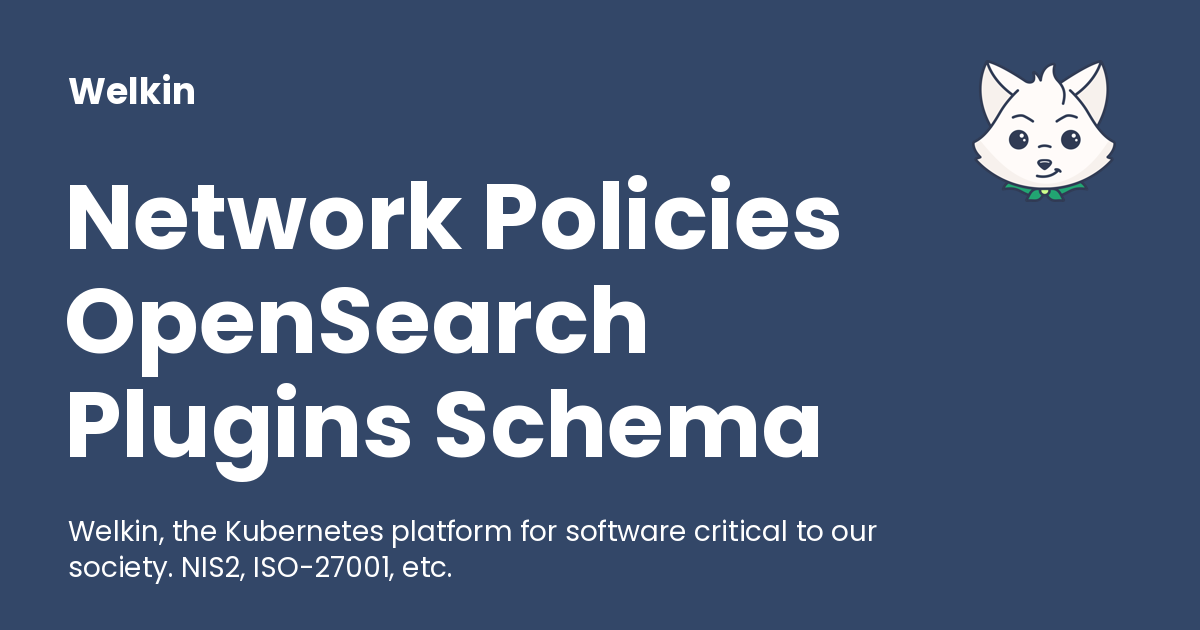 Welkin
Network Policies
OpenSearch
Plugins Schema
Welkin, the Kubernetes platform for software critical to our
society. NIS2, ISO-27001, etc.